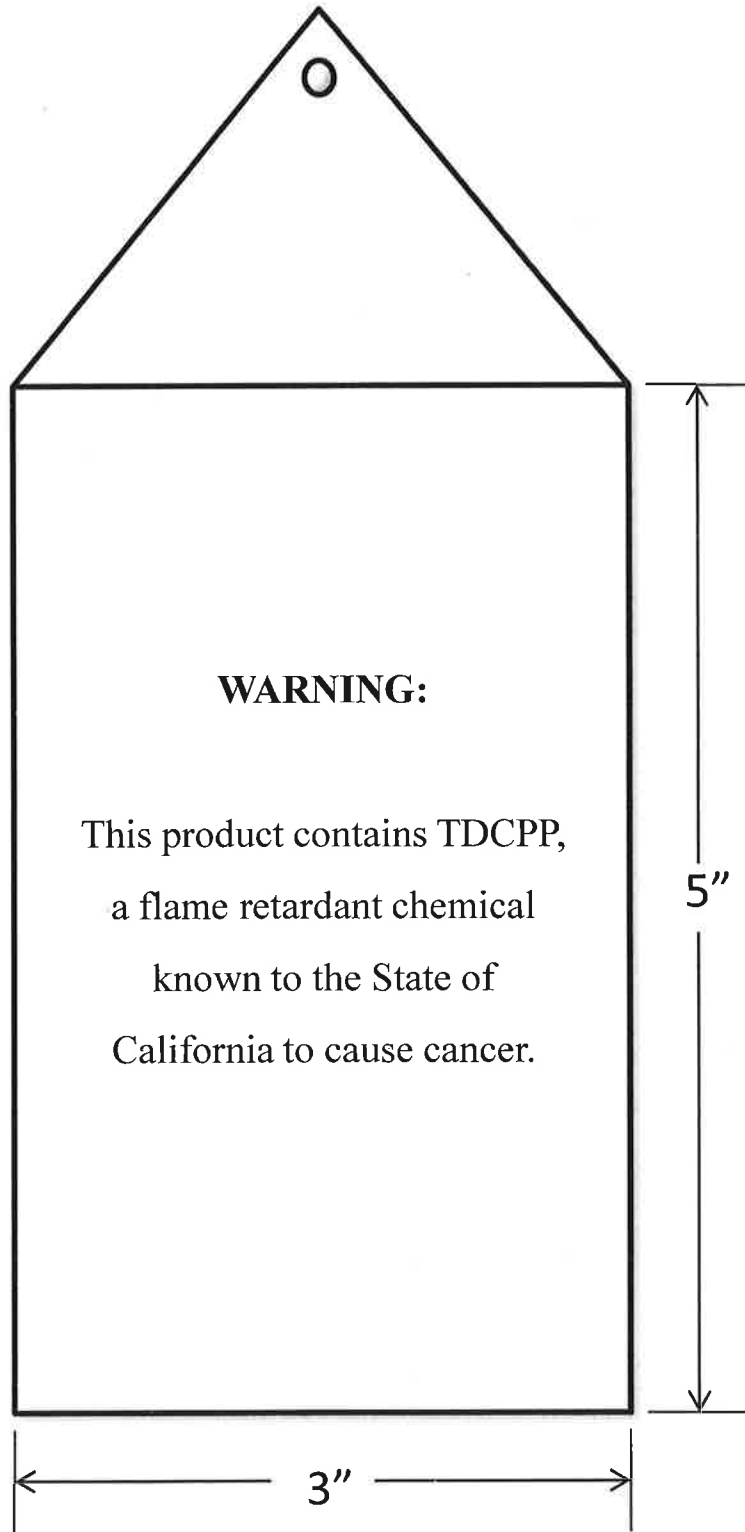 WARNING:
This product contains TDCPP,
a flame retardant chemical
known to the State of
California to cause cancer.
5”
3”